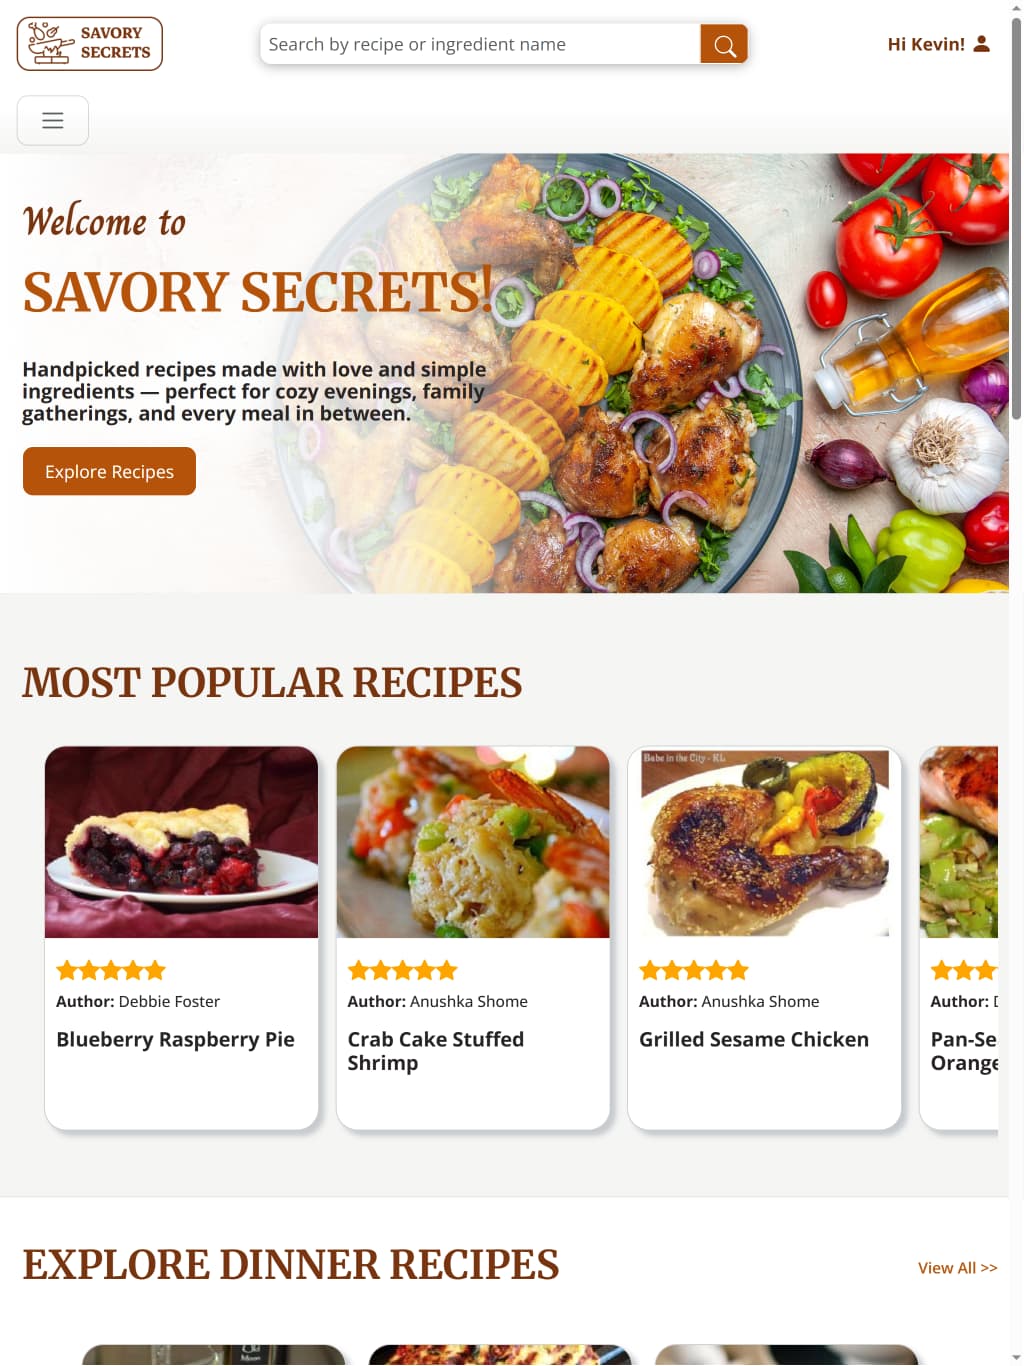 SAVORY
SECRETS
Search by recipe or ingredient name
Hi Kevin!
Welcome to
SAVORY SECRETS!
Handpicked recipes made with love and simple
ingredients — perfect for cozy evenings, family
gatherings, and every meal in between.
Explore Recipes
MOST POPULAR RECIPES
Babe in the City - KL
Author: Debbie Foster
Blueberry Raspberry Pie
Author: Anushka Shome
Crab Cake Stuffed
Shrimp
Author: Anushka Shome
Grilled Sesame Chicken
Author:
Pan-Se
Orange
EXPLORE DINNER RECIPES
View All >>